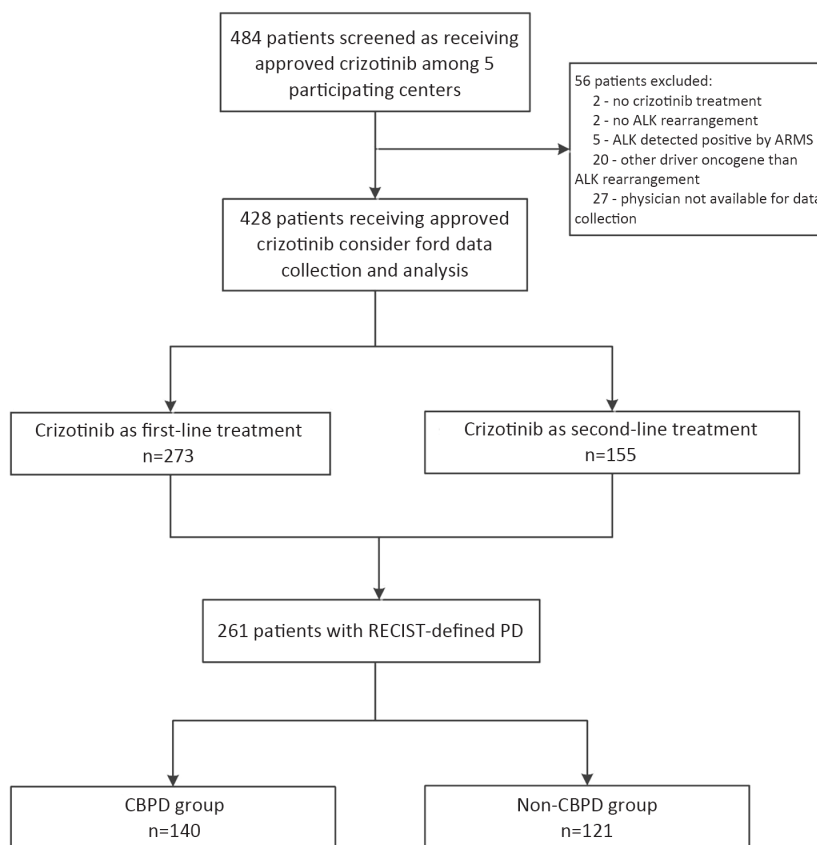 484 patients screened as receiving
approved crizotinib among 5
participating centers
56 patients excluded:
2 - no crizotinib treatment
2 - no ALK rearrangement
5 - ALK detected positive by ARMS
20 - other driver oncogene than
ALK rearrangement
27 - physician not available for data
collection
428 patients receiving approved
crizotinib consider ford data
collection and analysis
Crizotinib as first-line treatment
n=273
Crizotinib as second-line treatment
n=155
261 patients with RECIST-defined PD
CBPD group
n=140
Non-CBPD group
n=121